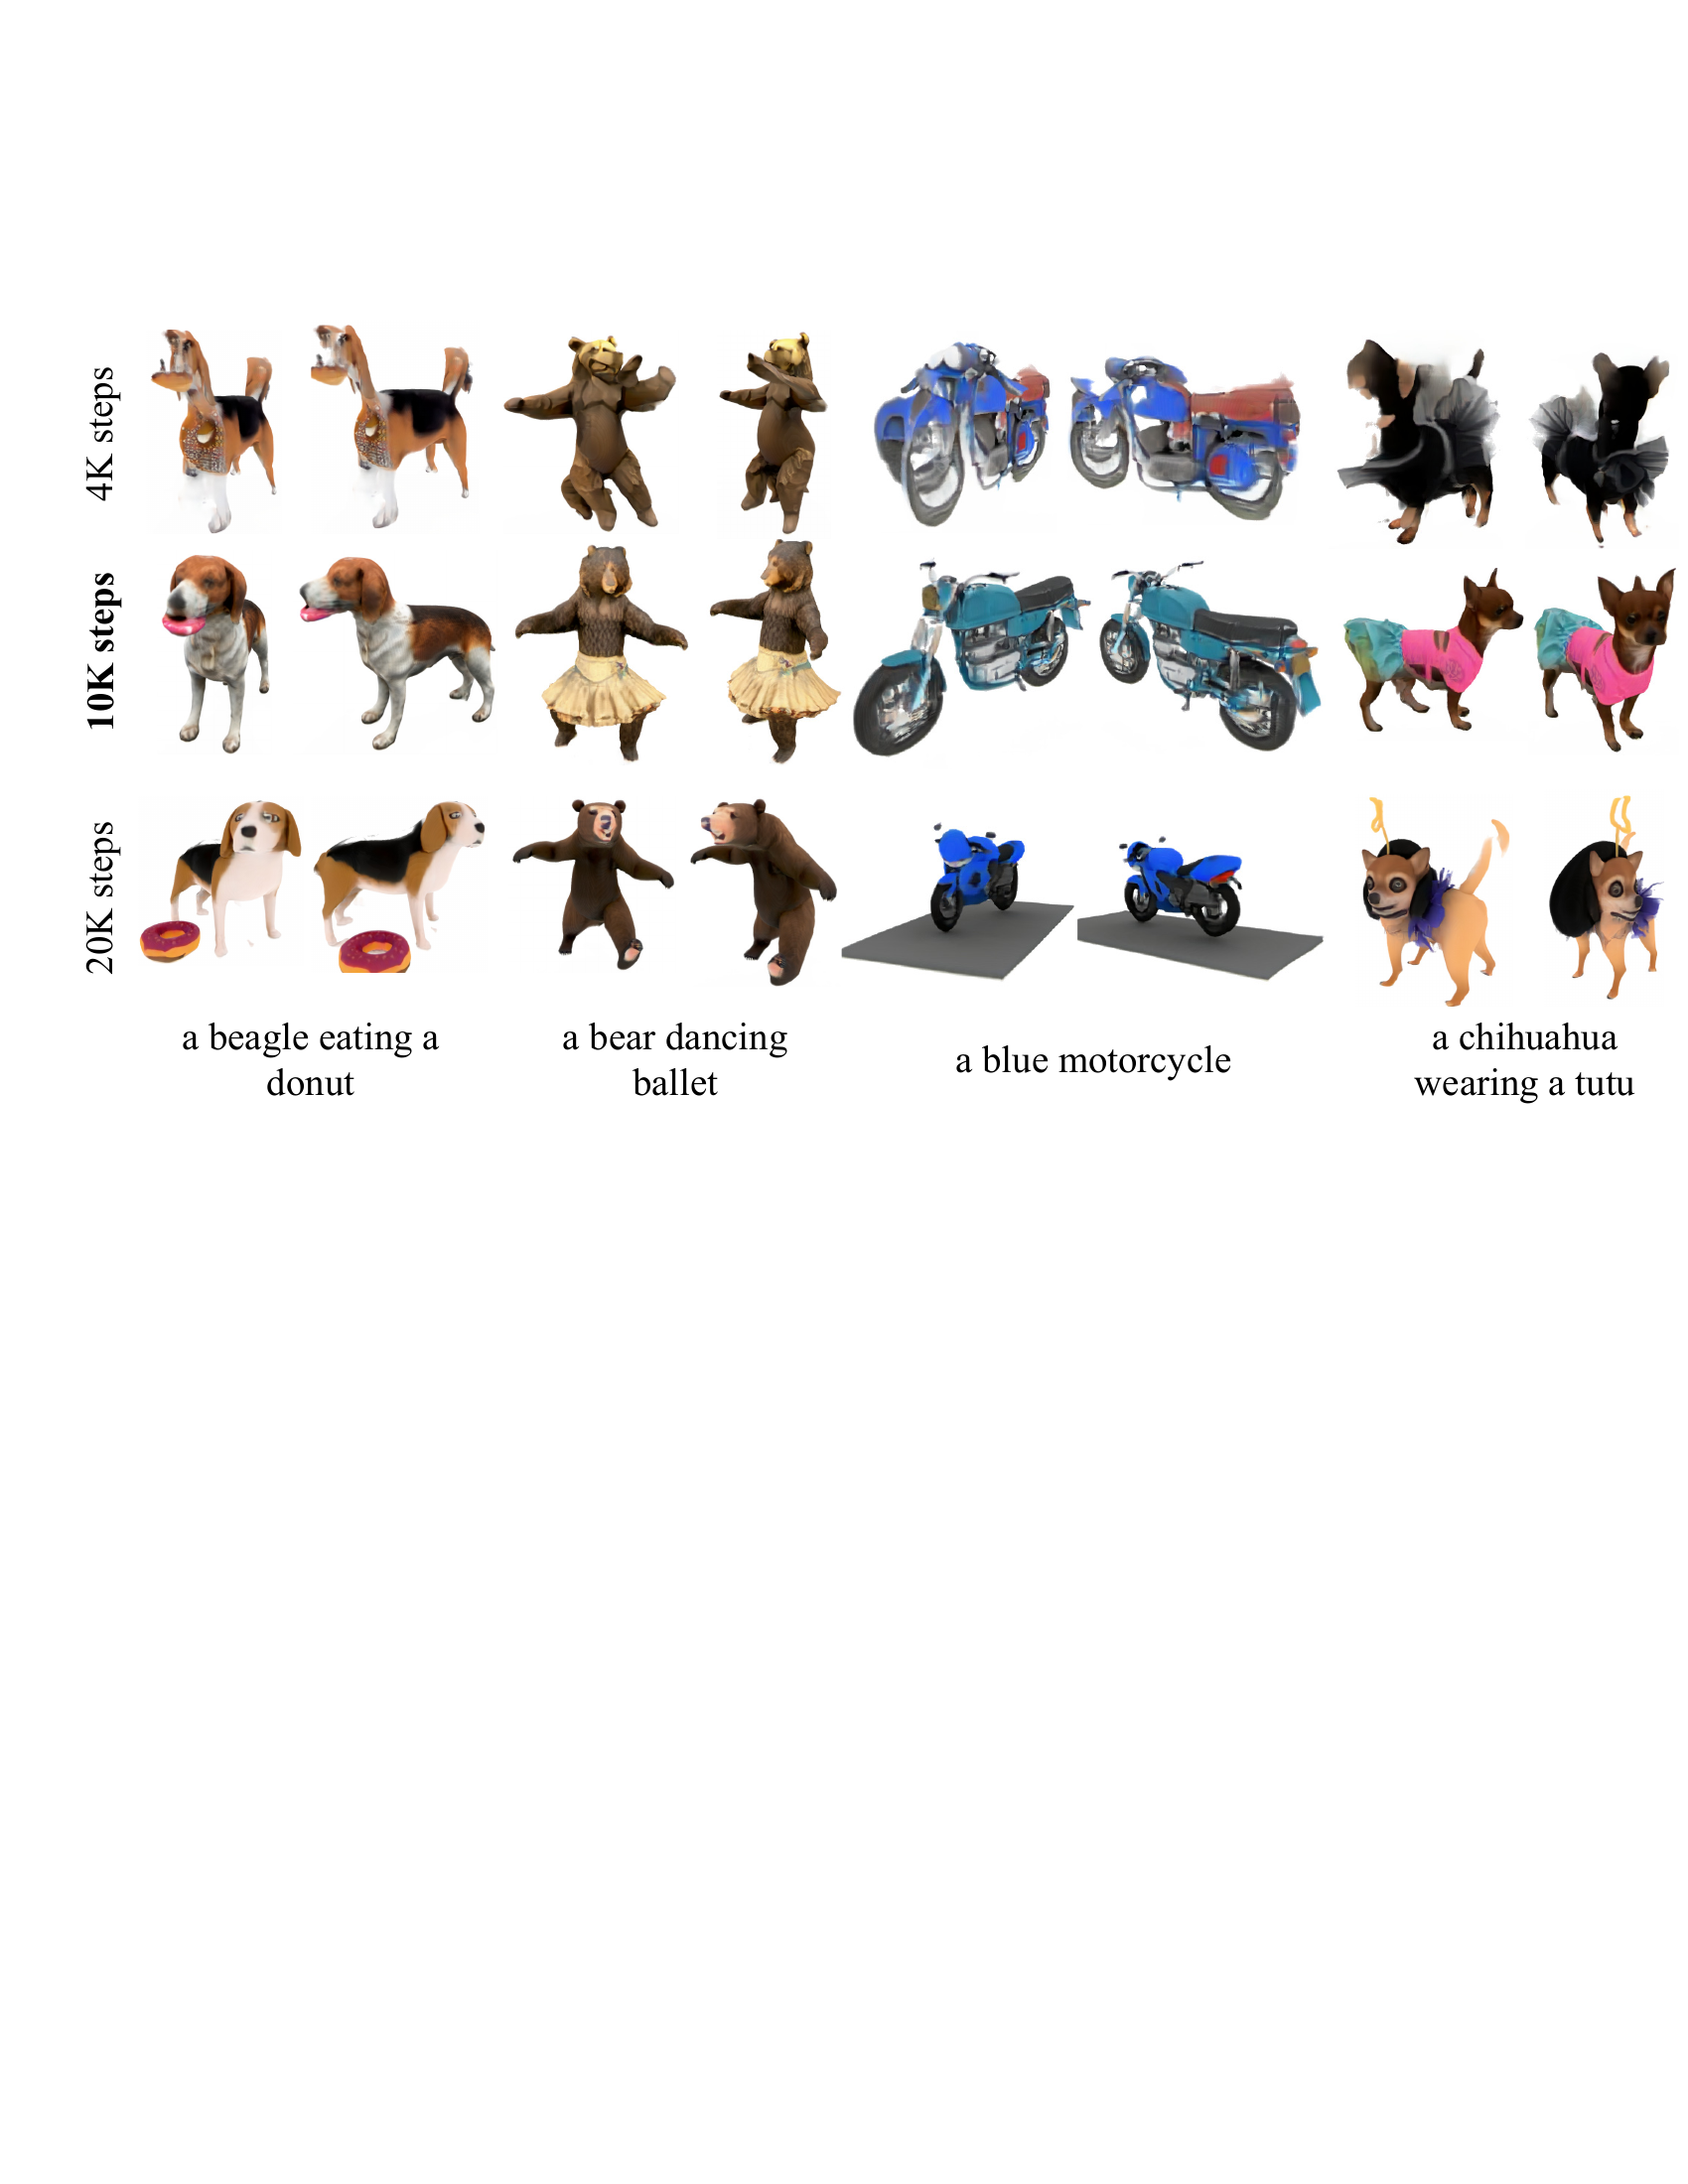 4K steps
10K steps
20K steps
a beagle eating a
donut
a bear dancing
ballet
a blue motorcycle
a chihuahua
wearing a tutu